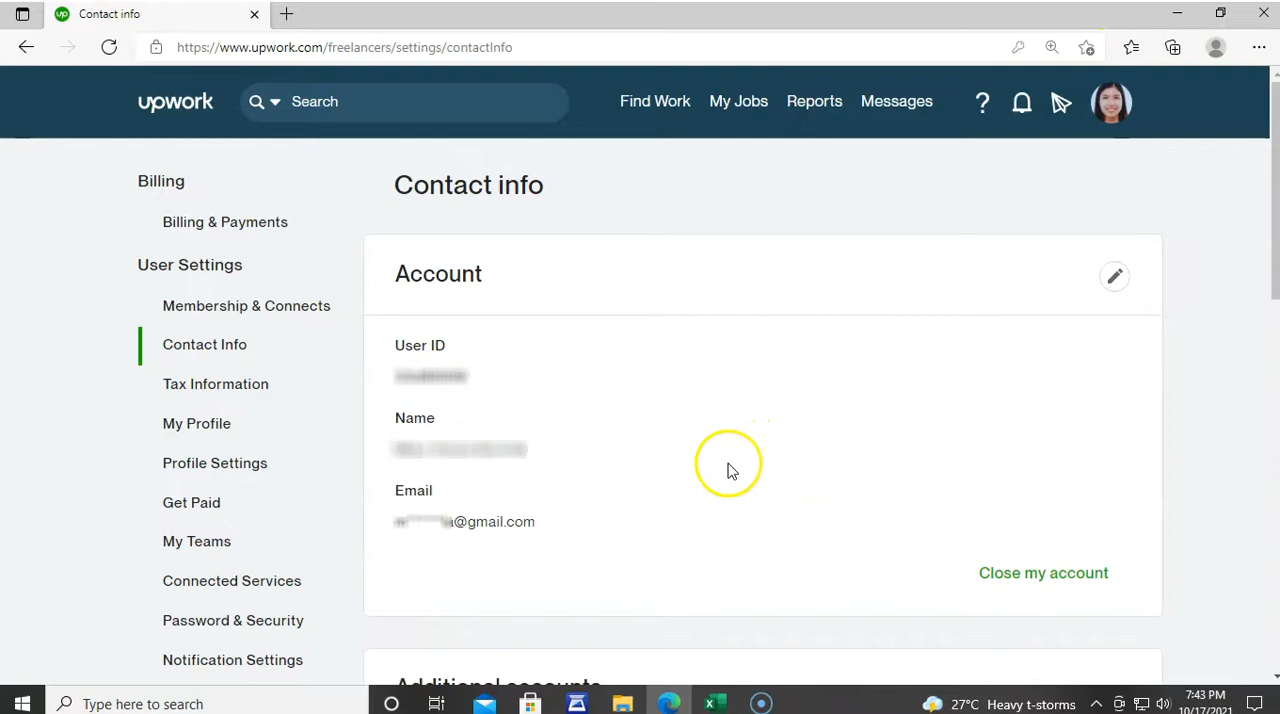 Contact info
https://www.upwork.com/freelancers/settings/contactInfo
upwork
Search
Find Work
My Jobs
Reports
Messages
Billing
Billing & Payments
User Settings
Membership & Connects
Contact Info
Tax Information
My Profile
Profile Settings
Get Paid
My Teams
Connected Services
Password & Security
Notification Settings
Contact info
Account
User ID
Name
Email
a@gmail.com
Close my account
Additional accounts
Type here to search
27°C Heavy t-storms
7:43 PM
10/17/2021